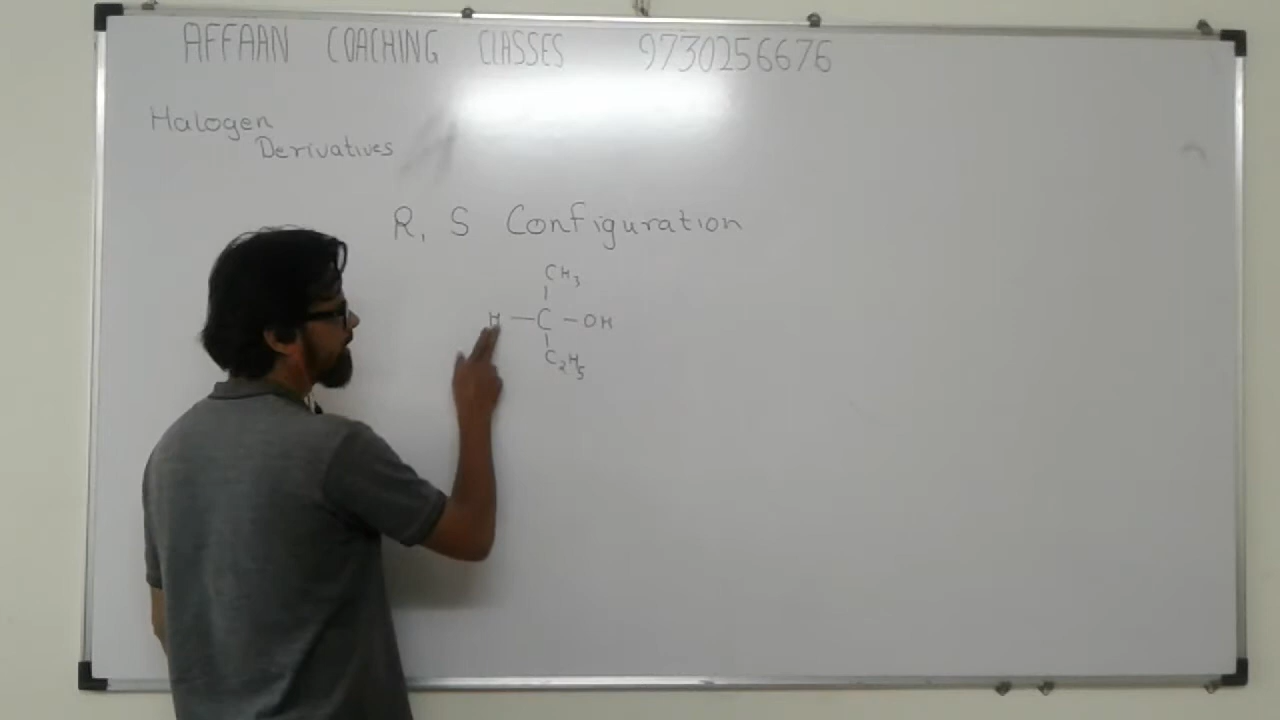 AFFAAN COACHING CLASSES 9730256676
Halogen
Derivatives
R, S Configuration
CH3
H — C — OH
C2H5